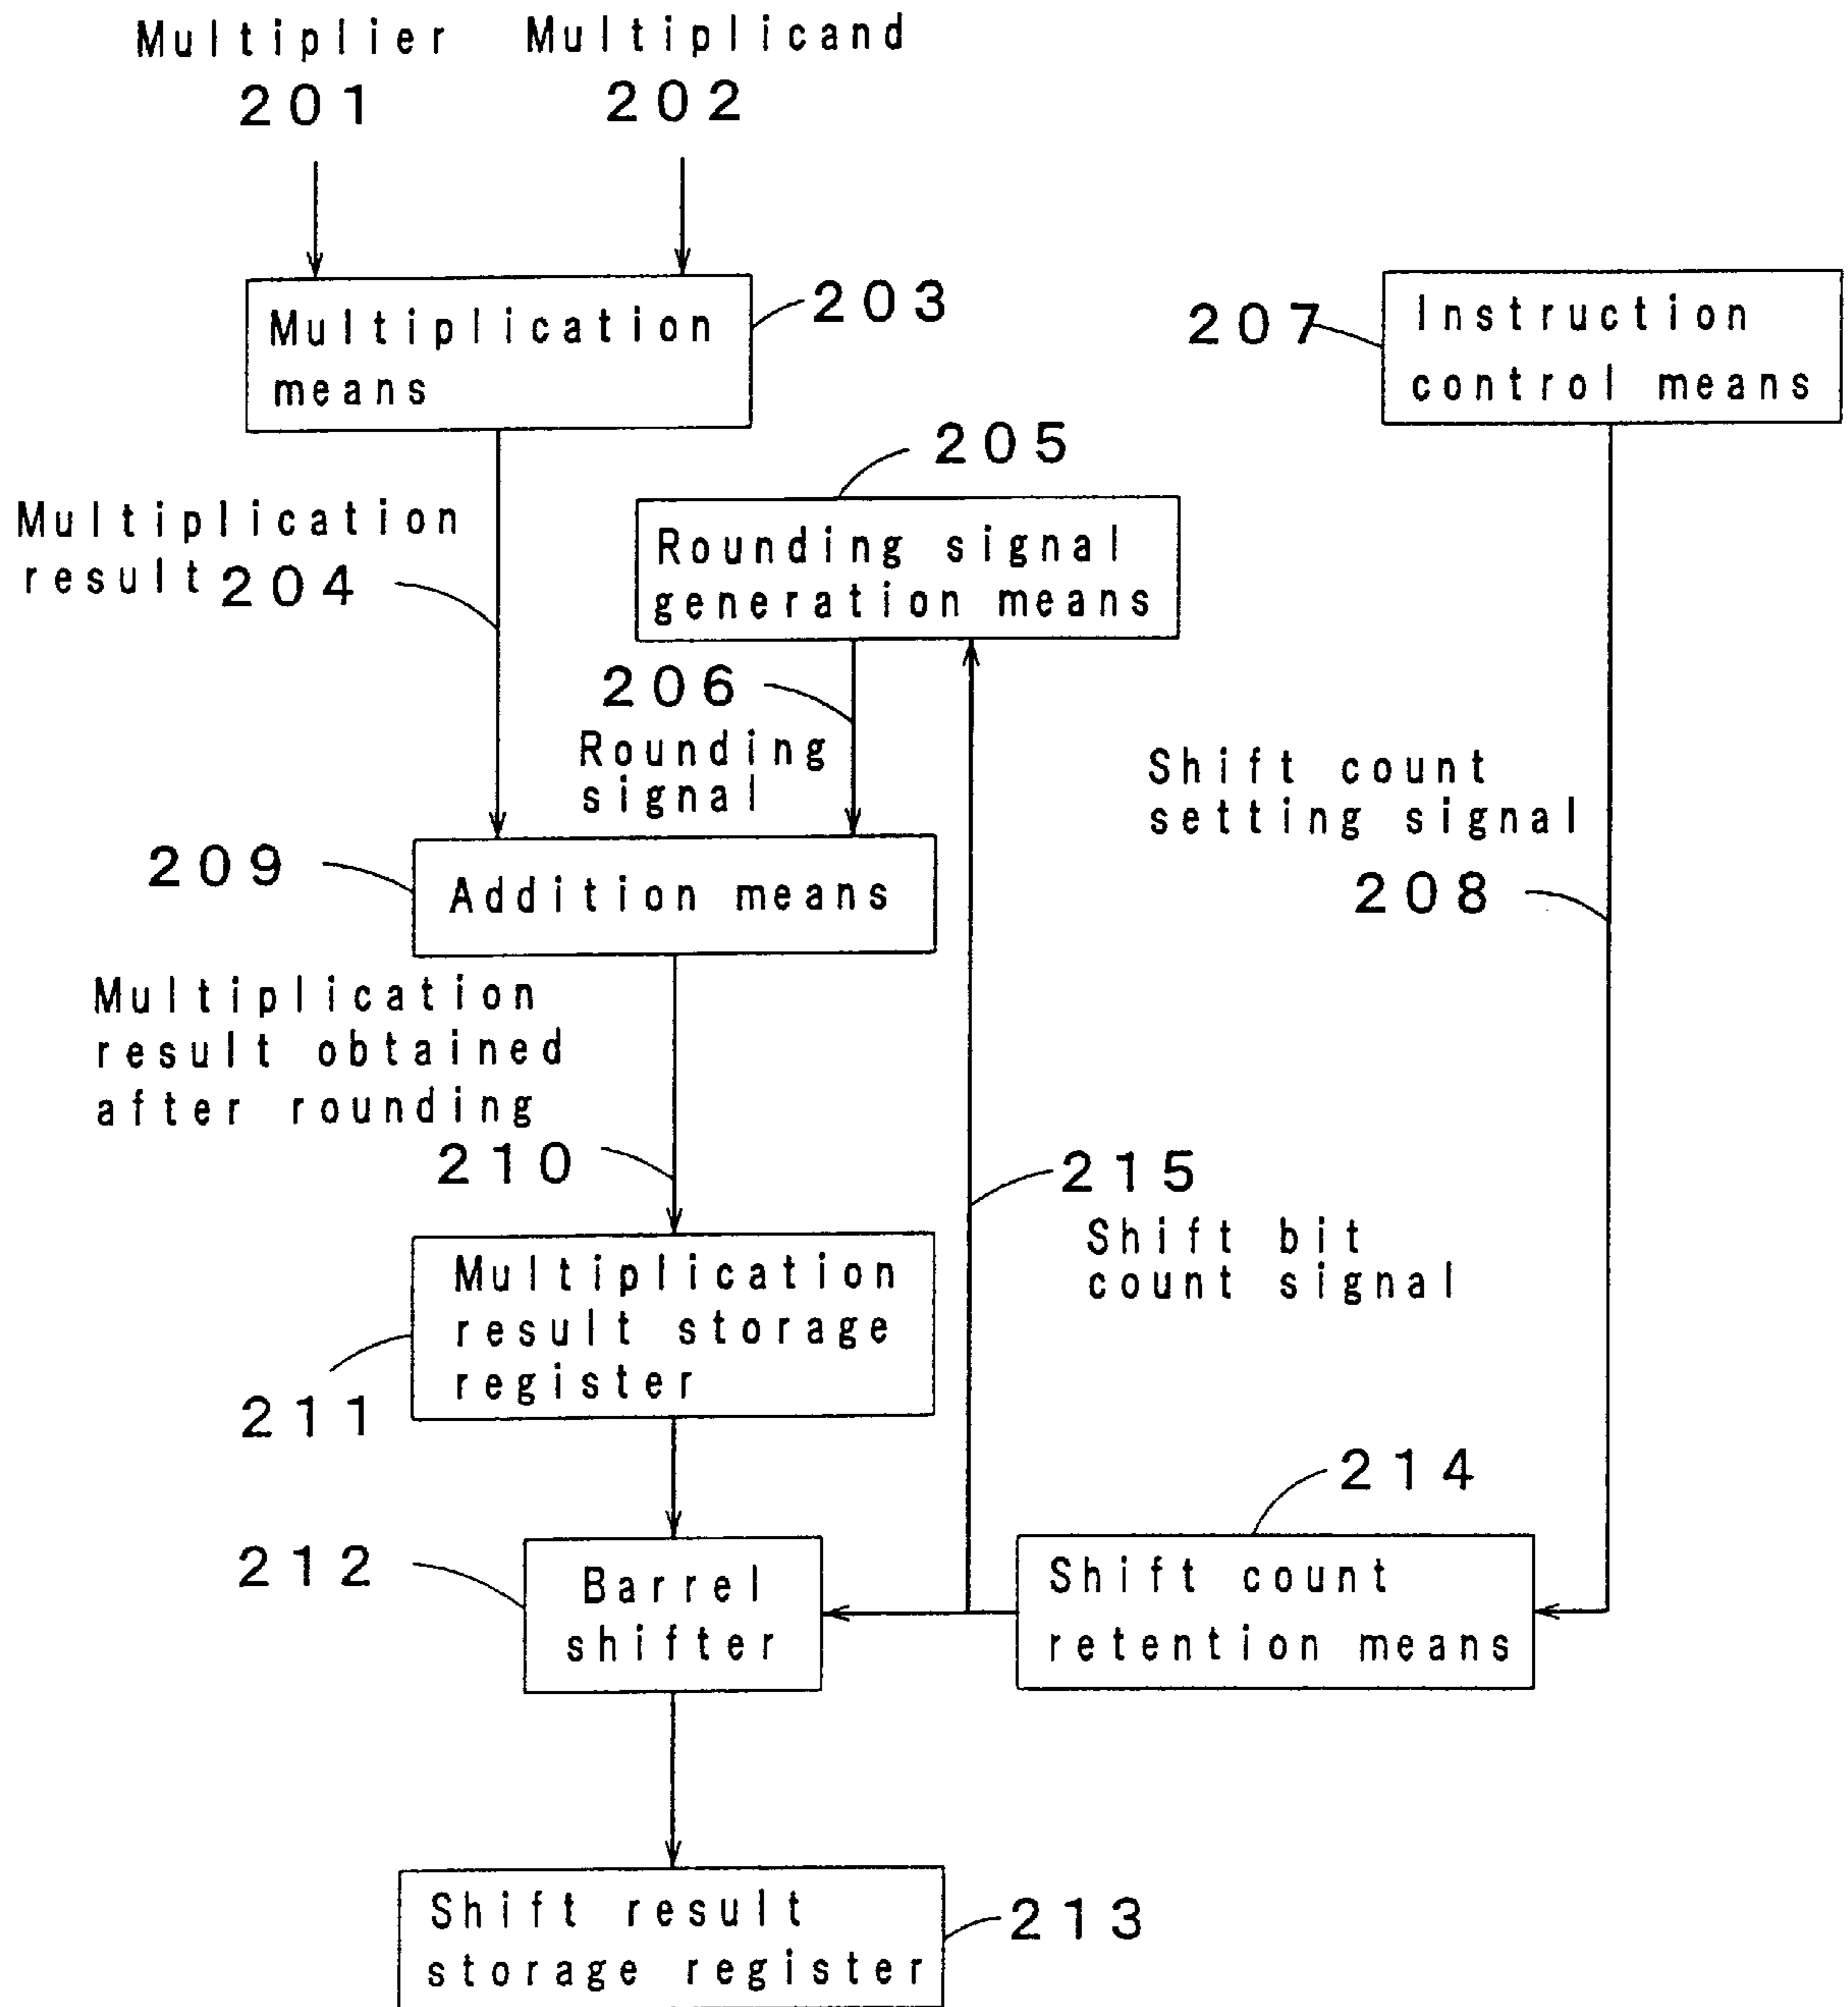 Multiplier
201
Multiplicand
202
Multiplication
means
203
207
Instruction
control means
205
Multiplication
result 204
Rounding signal
generation means
206
Rounding
signal
Shift count
setting signal
208
209
Addition means
Multiplication
result obtained
after rounding
210
215
Shift bit
count signal
Multiplication
result storage
register
211
214
212
Barrel
shifter
Shift count
retention means
Shift result
storage register
213